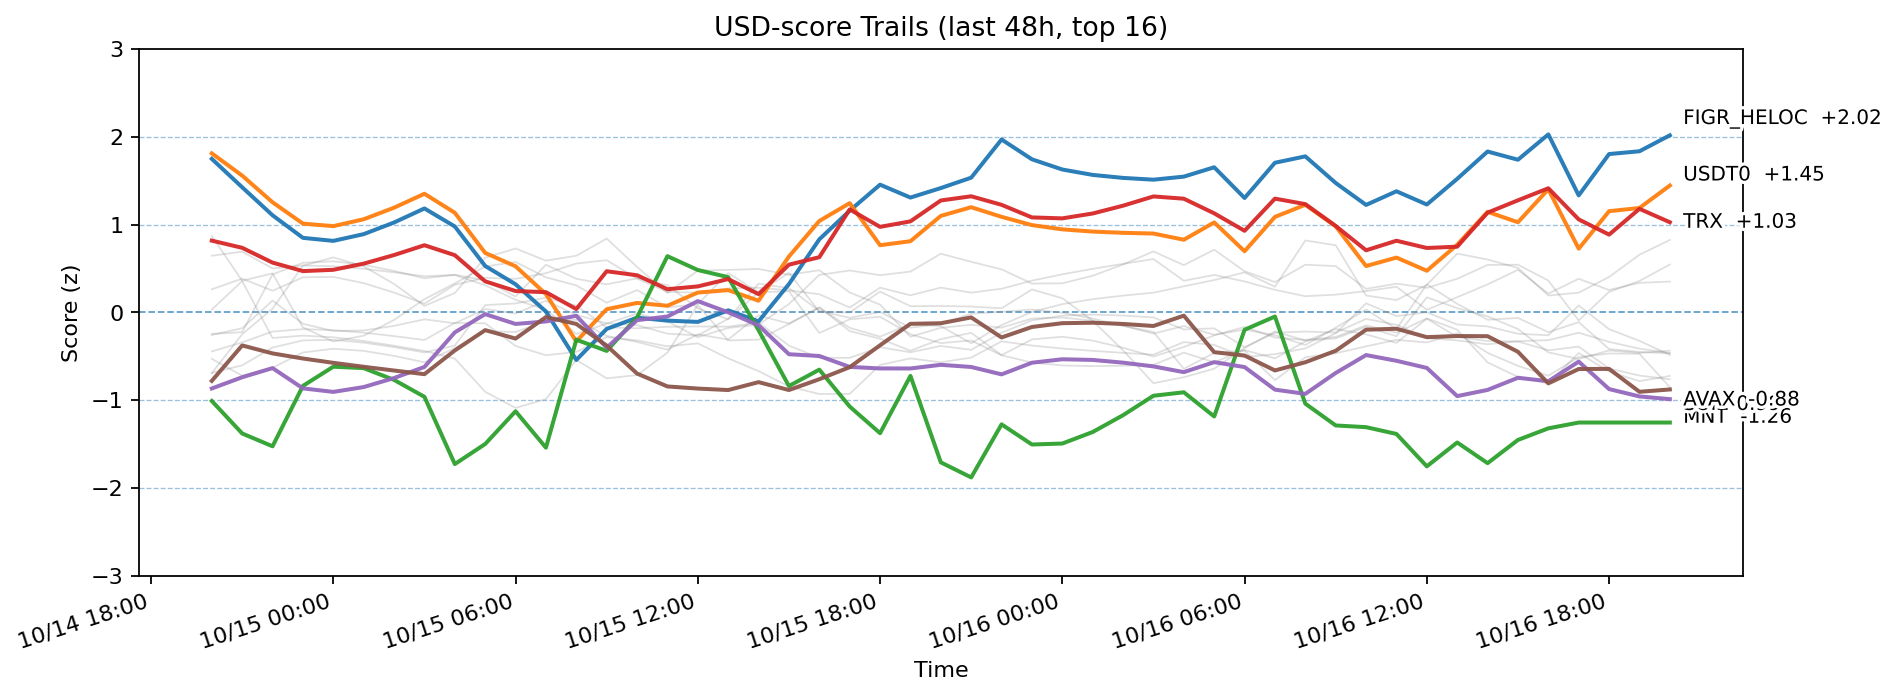 USD-score Trails (last 48h, top 16)
3
2
1
0
−1
−2
−3
Score (z)
FIGR_HELOC +2.02
USDT0 +1.45
TRX +1.03
AVAX -0.88
MNT -1.26
10/14 18:00
10/15 00:00
10/15 06:00
10/15 12:00
10/15 18:00
10/16 00:00
10/16 06:00
10/16 12:00
10/16 18:00
Time